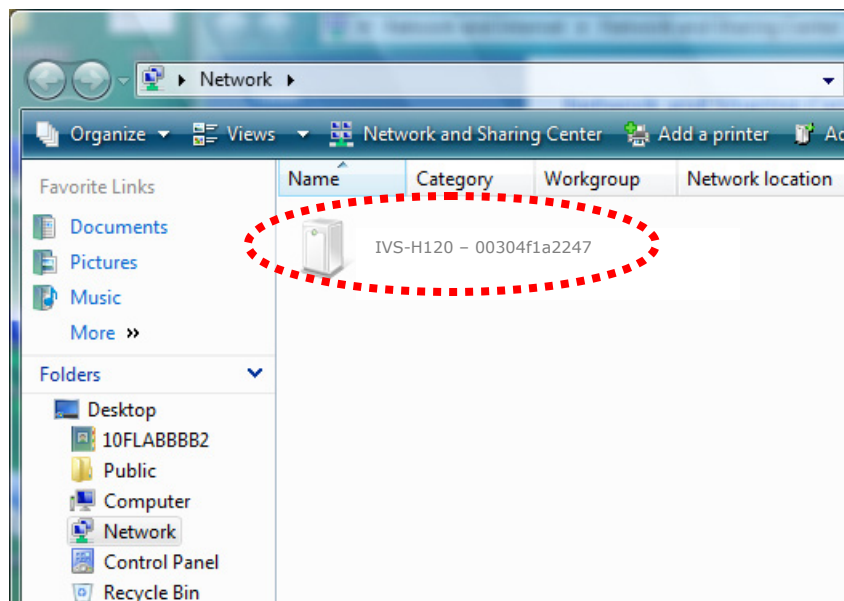 Network
Organize Views Network and Sharing Center Add a printer
Name Category Workgroup Network location
Favorite Links
Documents
Pictures
Music
More »
IVS-H120 – 00304f1a2247
Folders
Desktop
10FLABBBB2
Public
Computer
Network
Control Panel
Recycle Bin